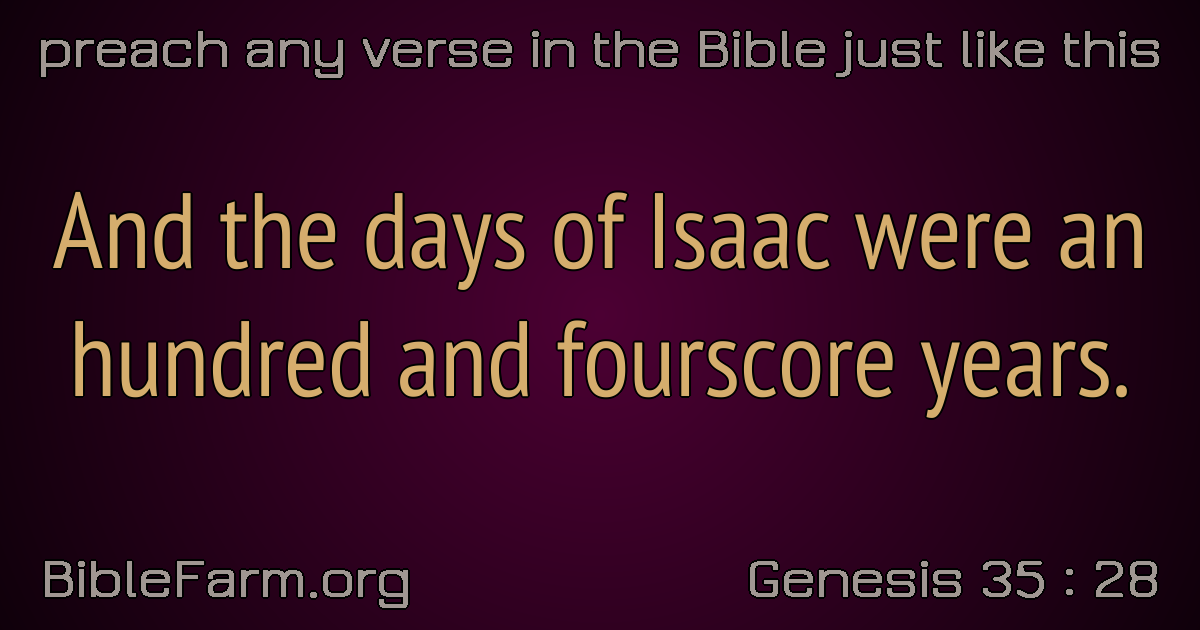 preach any verse in the Bible just like this
And the days of Isaac were an
hundred and fourscore years.
BibleFarm.org
Genesis 35 : 28